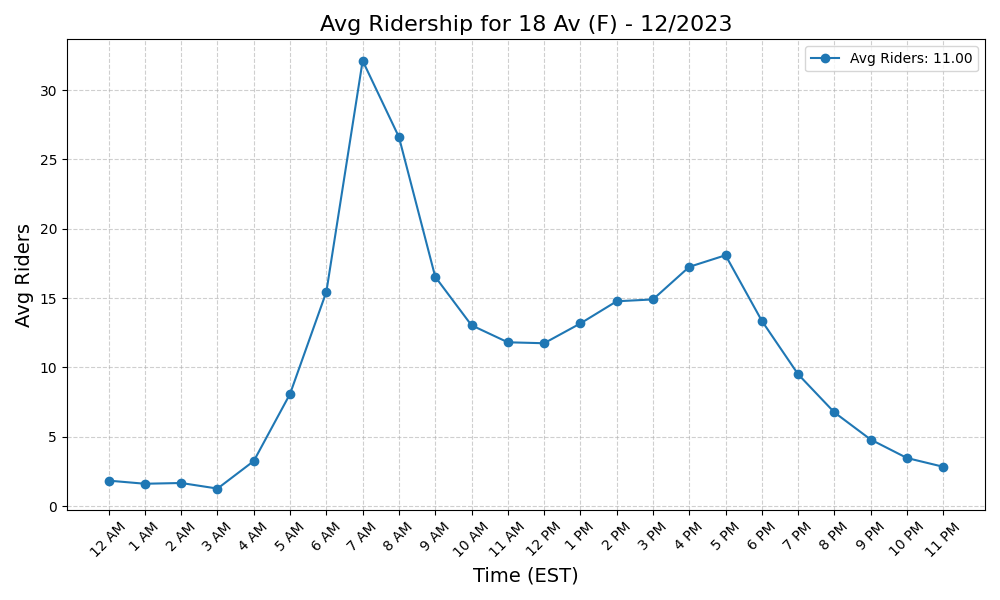 Avg Ridership for 18 Av (F) - 12/2023
Avg Riders: 11.00
Avg Riders
30
25
20
15
10
5
0
12 AM
1 AM
2 AM
3 AM
4 AM
5 AM
6 AM
7 AM
8 AM
9 AM
10 AM
11 AM
12 PM
1 PM
2 PM
3 PM
4 PM
5 PM
6 PM
7 PM
8 PM
9 PM
10 PM
11 PM
Time (EST)